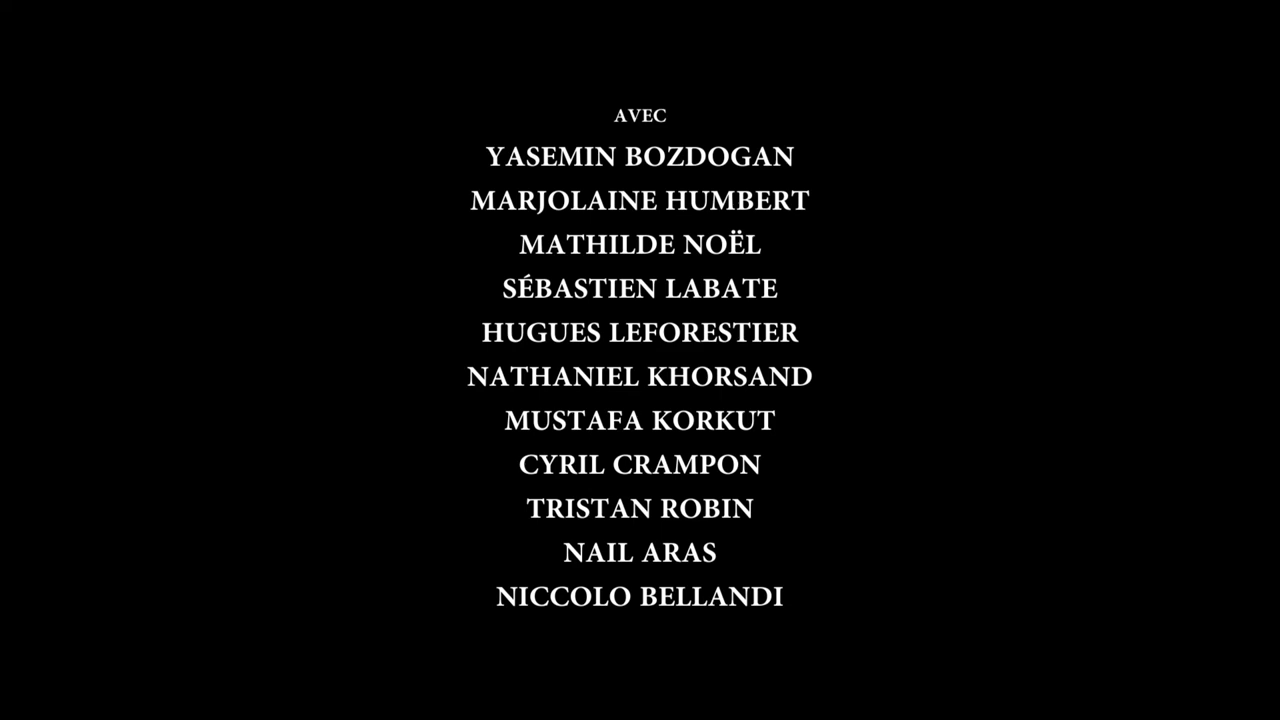 AVEC
YASEMIN BOZDOGAN
MARJOLAINE HUMBERT
MATHILDE NOËL
SÉBASTIEN LABATE
HUGUES LEFORESTIER
NATHANIEL KHORSAND
MUSTAFA KORKUT
CYRIL CRAMPON
TRISTAN ROBIN
NAIL ARAS
NICCOLO BELLANDI